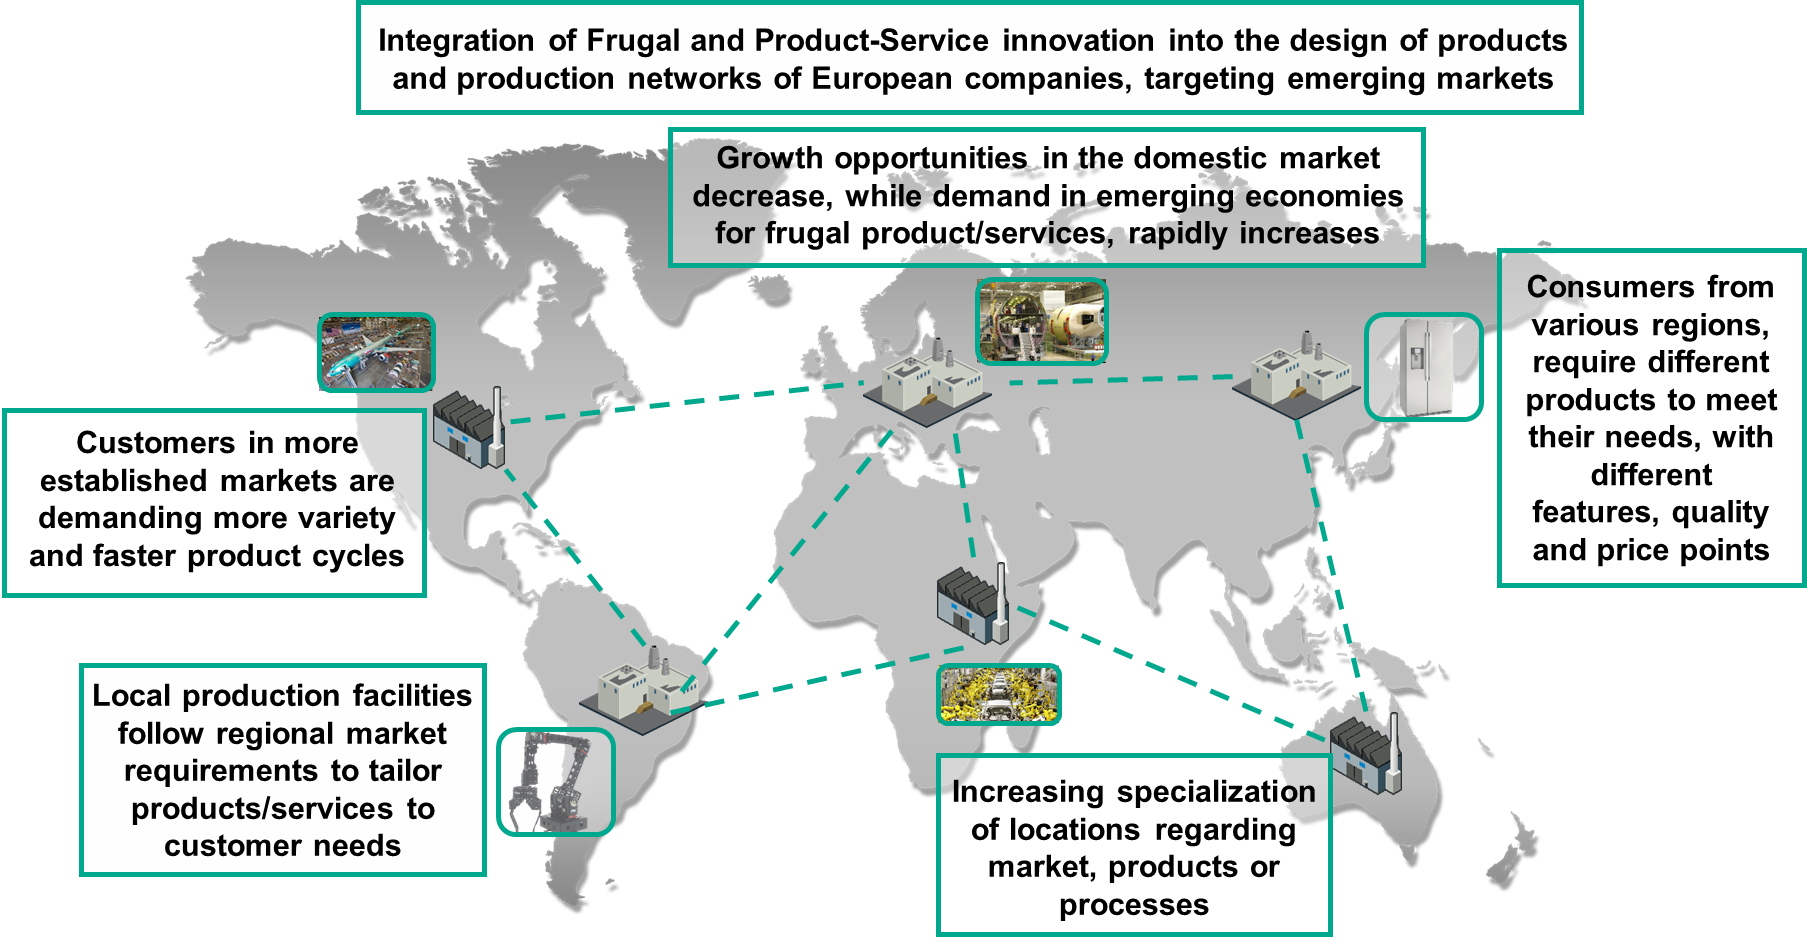 Integration of Frugal and Product-Service innovation into the design of products
and production networks of European companies, targeting emerging markets
Growth opportunities in the domestic market
decrease, while demand in emerging economies
for frugal product/services, rapidly increases
Consumers from
various regions,
require different
products to meet
their needs, with
different
features, quality
and price points
Customers in more
established markets are
demanding more variety
and faster product cycles
Local production facilities
follow regional market
requirements to tailor
products/services to
customer needs
Increasing specialization
of locations regarding
market, products or
processes